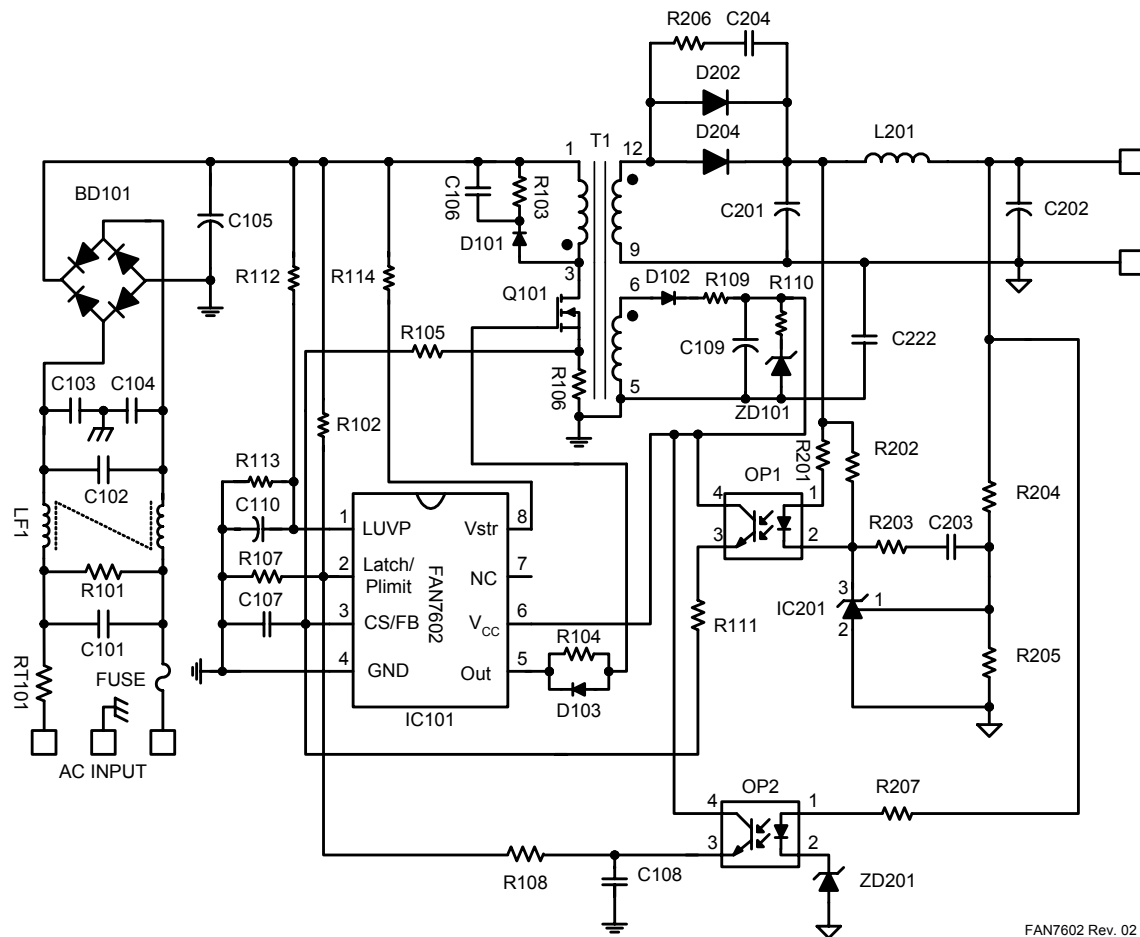 R206 C204
D202
D204
L201
T1
1 12
BD101
C105
C106
R103
D101
C201
C202
3 9
R112
R114
Q101
6 D102 R109 R110
R105
C109
C222
R106
5 ZD101
C103 C104
R102
R113
C102
C110
LF1
OP1
R201
R202
4 1
R204
1 LUVP Vstr 8
3 2
R203 C203
R107
2 Latch/
Plimit
NC 7
FAN7602
R101
C107
3 CS/FB VCC 6
R111
IC201
3
1
2
C101
R104
4 GND Out 5
R205
RT101
FUSE
D103
IC101
AC INPUT
OP2
R207
4 1
3 2
R108
C108
ZD201
FAN7602 Rev. 02